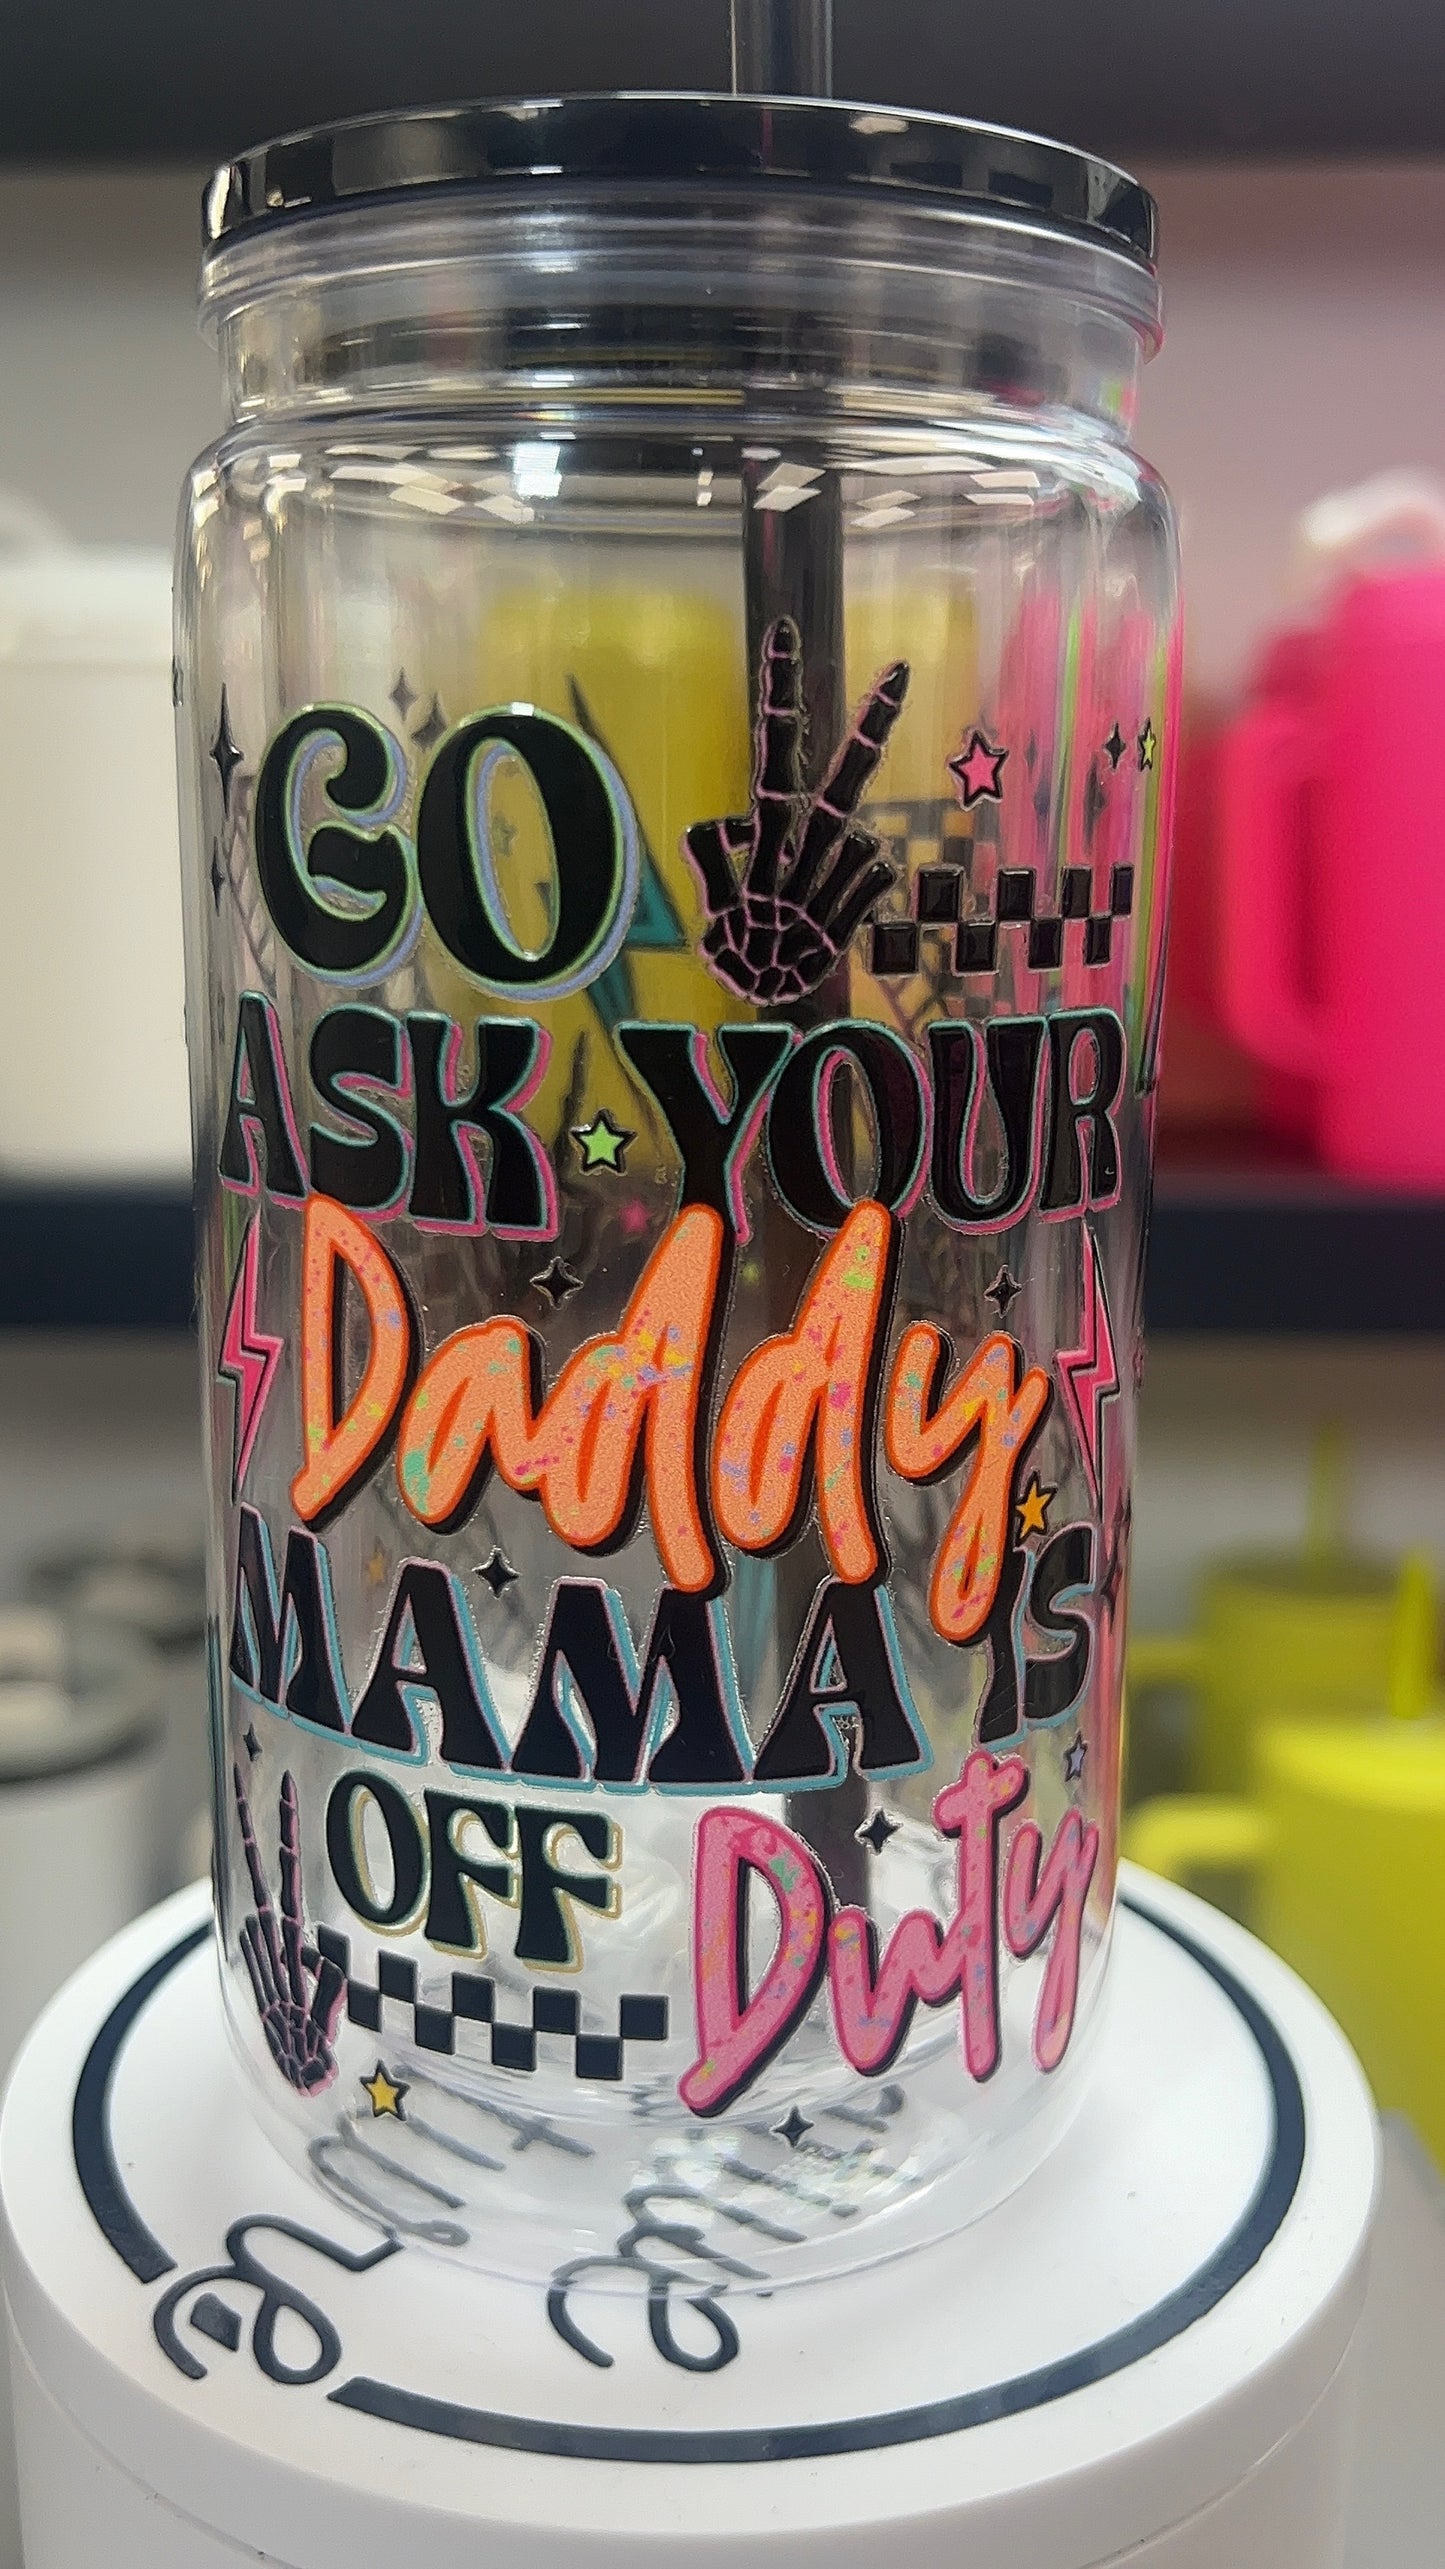 GO
ASK YOUR
Daddy
MAMA IS
OFF Duty